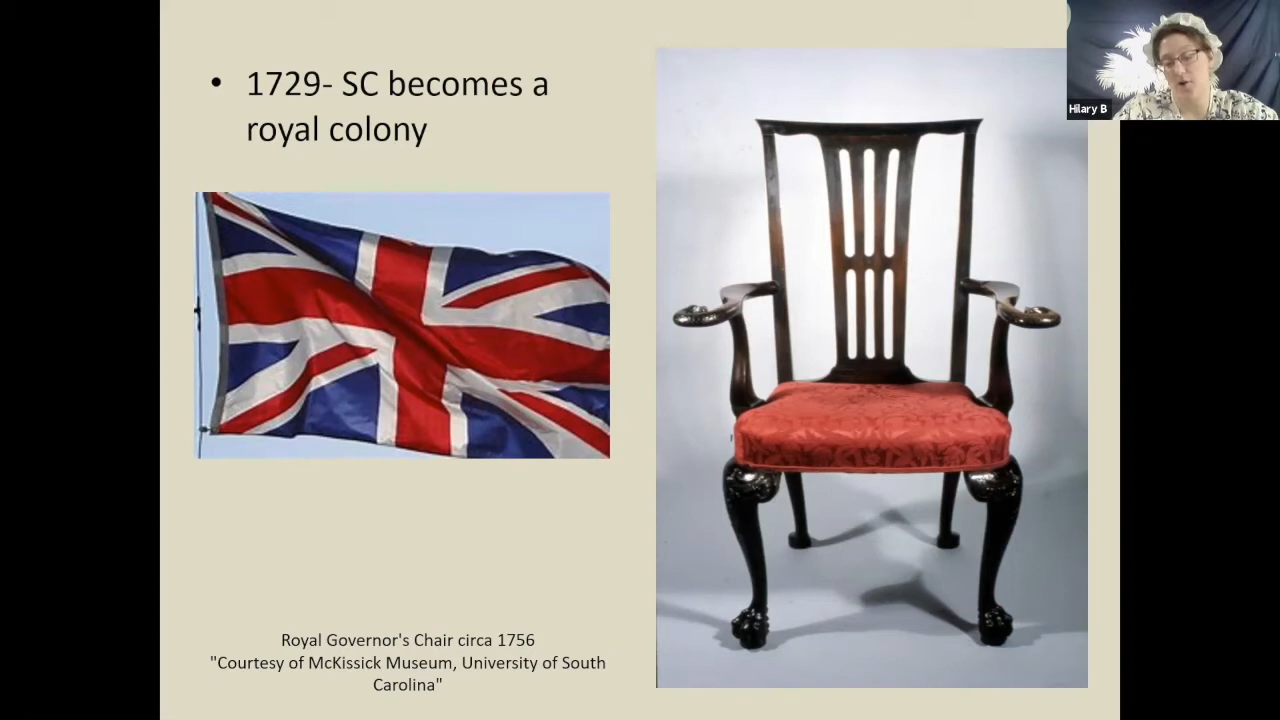 • 1729- SC becomes a
royal colony
Hilary B
Royal Governor's Chair circa 1756
"Courtesy of McKissick Museum, University of South
Carolina"